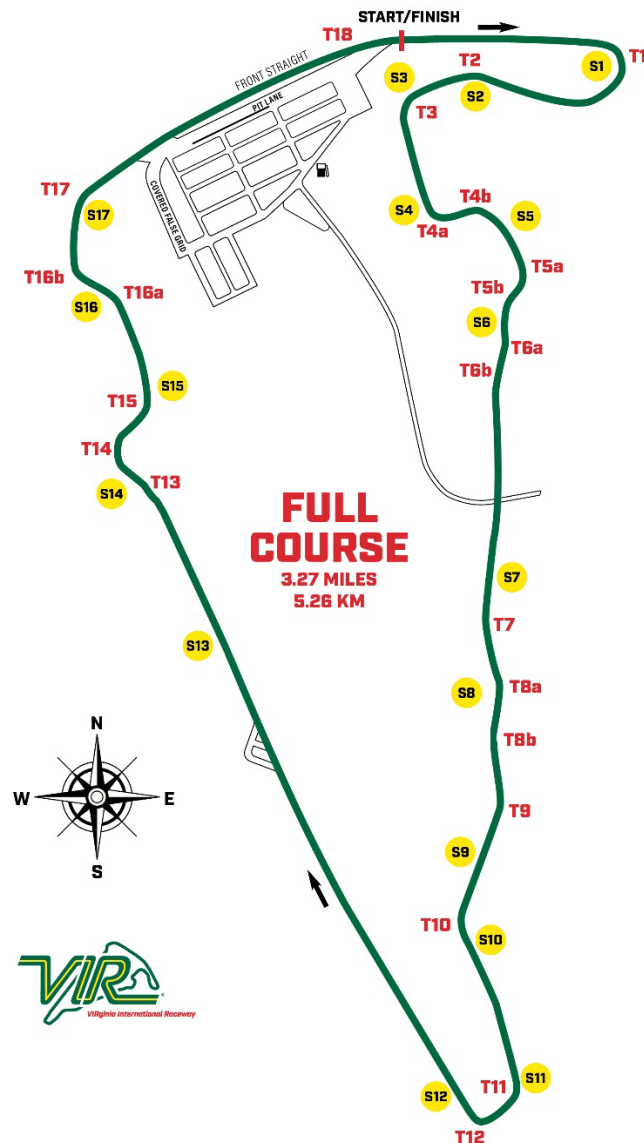 START/FINISH
T18
T1
T2
S1
S3
S2
FRONT STRAIGHT
PIT LANE
T3
T17
S17
COVERED FALSE GRID
S4
T4b
S5
T4a
T16b
T16a
T5a
T5b
S16
S6
T6a
T6b
S15
T15
T14
T13
S14
FULL
COURSE
3.27 MILES
5.26 KM
S7
T7
S13
S8
T8a
N
T8b
W
E
T9
S
S9
T10
S10
VIR
VIRginia International Raceway
S11
T11
S12
T12